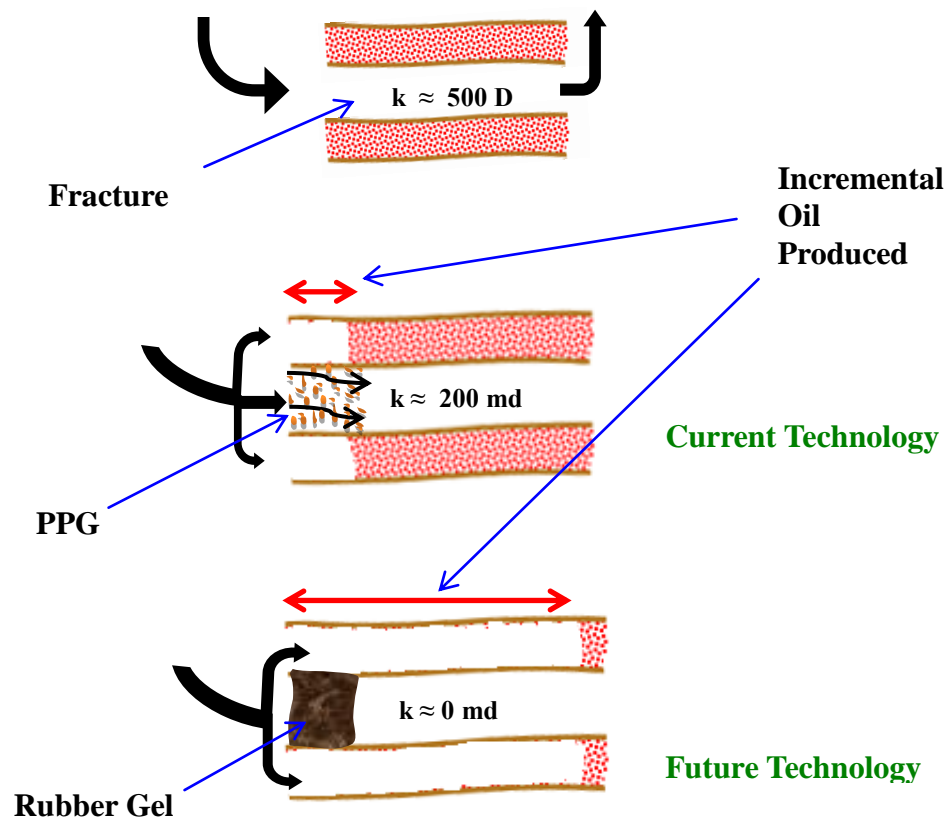 k ≈ 500 D
Fracture
Incremental
Oil
Produced
k ≈ 200 md
Current Technology
PPG
k ≈ 0 md
Future Technology
Rubber Gel